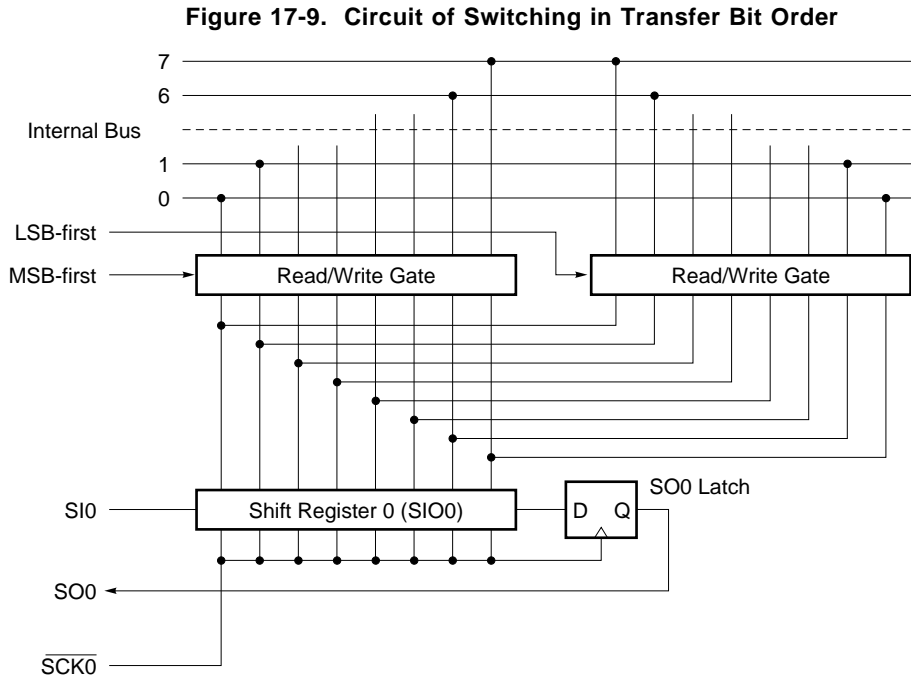 Figure 17-9. Circuit of Switching in Transfer Bit Order
7
6
Internal Bus
1
0
LSB-first
MSB-first
Read/Write Gate
Read/Write Gate
SI0
Shift Register 0 (SIO0)
D Q
SO0 Latch
SO0
SCK0